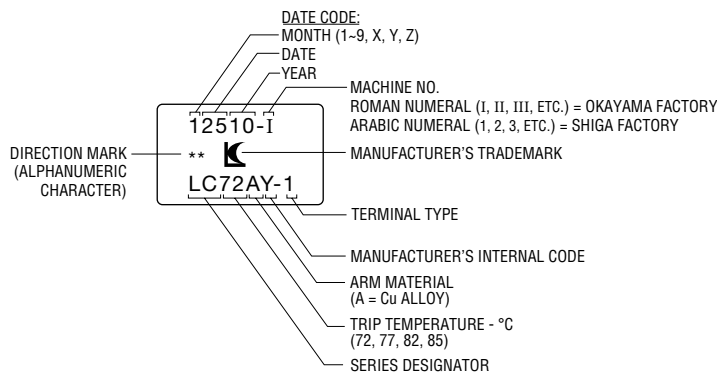 DATE CODE:
MONTH (1~9, X, Y, Z)
DATE
YEAR
MACHINE NO.
ROMAN NUMERAL (I, II, III, ETC.) = OKAYAMA FACTORY
ARABIC NUMERAL (1, 2, 3, ETC.) = SHIGA FACTORY
12510-I
DIRECTION MARK
(ALPHANUMERIC
CHARACTER)
**
MANUFACTURER'S TRADEMARK
LC72AY-1
TERMINAL TYPE
MANUFACTURER'S INTERNAL CODE
ARM MATERIAL
(A = Cu ALLOY)
TRIP TEMPERATURE - °C
(72, 77, 82, 85)
SERIES DESIGNATOR